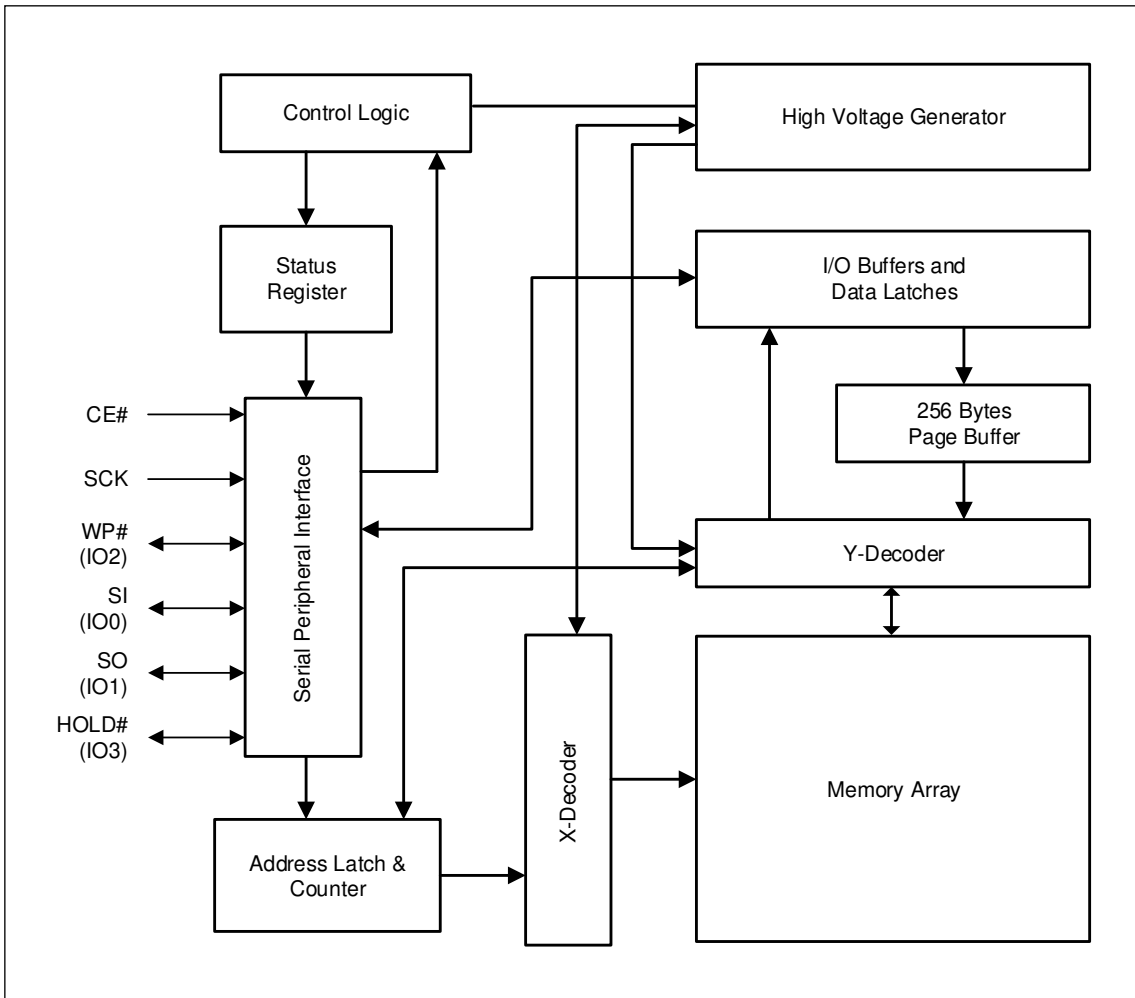 Control Logic
High Voltage Generator
Status
Register
I/O Buffers and
Data Latches
256 Bytes
Page Buffer
CE#
SCK
WP#
(IO2)
SI
(IO0)
SO
(IO1)
HOLD#
(IO3)
Serial Peripheral Interface
Y-Decoder
X-Decoder
Memory Array
Address Latch &
Counter